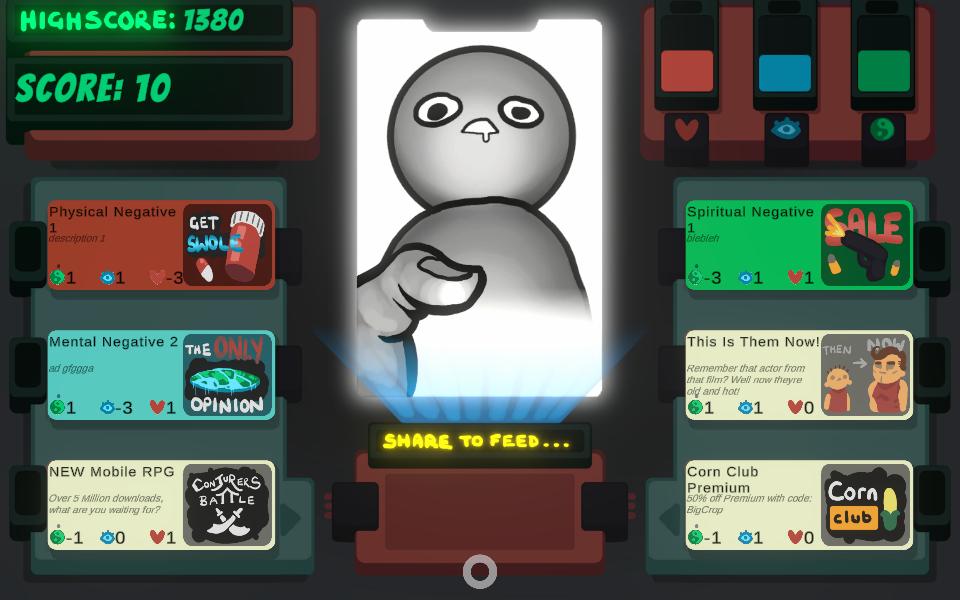 HIGHSCORE: 1380
SCORE: 10
Physical Negative
1
description 1
1 1 -3
GET
SWOLE
Mental Negative 2
ad gfggga
1 -3 1
THE ONLY
OPINION
NEW Mobile RPG
Over 5 Million downloads,
what are you waiting for?
-1 0 1
CONJURERS
BATTLE
SHARE TO FEED...
Spiritual Negative
1
blebleh
-3 1 1
SALE
This Is Them Now!
Remember that actor from
that film? Well now theyre
old and hot!
1 1 0
THEN NOW
Corn Club
Premium
50% off Premium with code:
BigCrop
-1 1 0
Corn
club